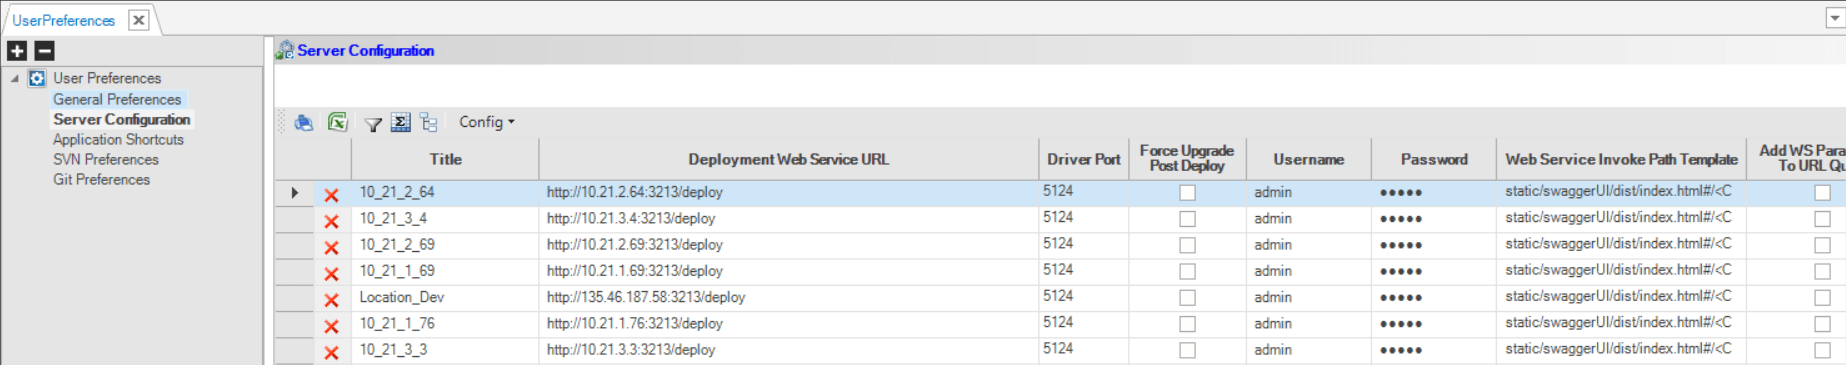 UserPreferences
Server Configuration
User Preferences
General Preferences
Server Configuration
Application Shortcuts
SVN Preferences
Git Preferences
Config
Title Deployment Web Service URL Driver Port Force Upgrade Post Deploy Username Password Web Service Invoke Path Template Add WS Para To URL Qu
10_21_2_64 http://10.21.2.64:3213/deploy 5124 admin ●●●●● static/swaggerUI/dist/index.html#/<C
10_21_3_4 http://10.21.3.4:3213/deploy 5124 admin ●●●●● static/swaggerUI/dist/index.html#/<C
10_21_2_69 http://10.21.2.69:3213/deploy 5124 admin ●●●●● static/swaggerUI/dist/index.html#/<C
10_21_1_69 http://10.21.1.69:3213/deploy 5124 admin ●●●●● static/swaggerUI/dist/index.html#/<C
Location_Dev http://135.46.187.58:3213/deploy 5124 admin ●●●●● static/swaggerUI/dist/index.html#/<C
10_21_1_76 http://10.21.1.76:3213/deploy 5124 admin ●●●●● static/swaggerUI/dist/index.html#/<C
10_21_3_3 http://10.21.3.3:3213/deploy 5124 admin ●●●●● static/swaggerUI/dist/index.html#/<C